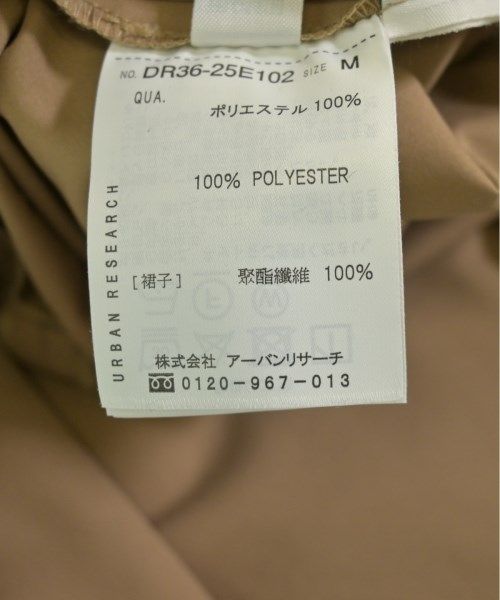 NO. DR36-25E102 SIZE M
QUA.
ポリエステル 100%
100% POLYESTER
URBAN RESEARCH
[裙子] 聚酯纖維 100%
株式会社 アーバンリサーチ
0120-967-013